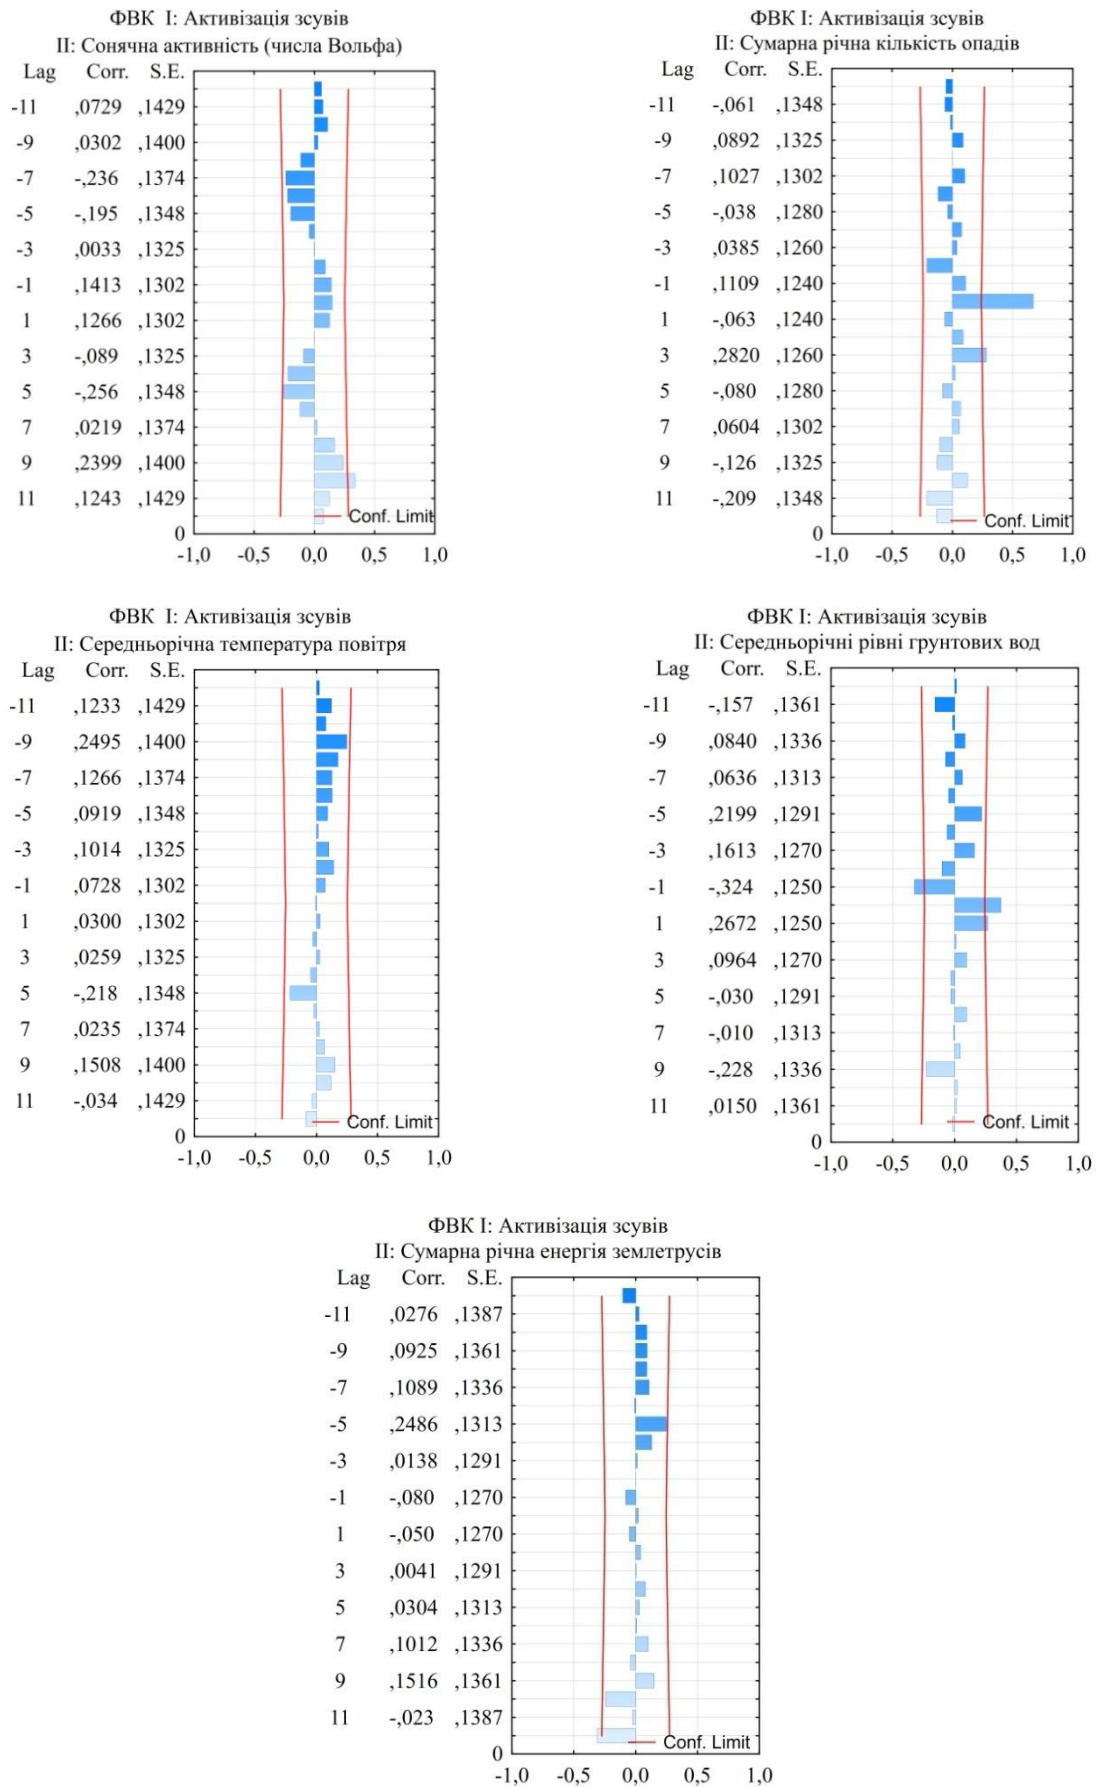 ФВК I: Активізація зсувів
II: Сонячна активність (числа Вольфа)
Lag Corr. S.E.
-11 ,0729 ,1429
-9 ,0302 ,1400
-7 -,236 ,1374
-5 -,195 ,1348
-3 ,0033 ,1325
-1 ,1413 ,1302
1 ,1266 ,1302
3 -,089 ,1325
5 -,256 ,1348
7 ,0219 ,1374
9 ,2399 ,1400
11 ,1243 ,1429
Conf. Limit
0
-1,0 -0,5 0,0 0,5 1,0
ФВК I: Активізація зсувів
II: Сумарна річна кількість опадів
Lag Corr. S.E.
-11 -,061 ,1348
-9 ,0892 ,1325
-7 ,1027 ,1302
-5 -,038 ,1280
-3 ,0385 ,1260
-1 ,1109 ,1240
1 -,063 ,1240
3 ,2820 ,1260
5 -,080 ,1280
7 ,0604 ,1302
9 -,126 ,1325
11 -,209 ,1348
Conf. Limit
0
-1,0 -0,5 0,0 0,5 1,0
ФВК I: Активізація зсувів
II: Середньорічна температура повітря
Lag Corr. S.E.
-11 ,1233 ,1429
-9 ,2495 ,1400
-7 ,1266 ,1374
-5 ,0919 ,1348
-3 ,1014 ,1325
-1 ,0728 ,1302
1 ,0300 ,1302
3 ,0259 ,1325
5 -,218 ,1348
7 ,0235 ,1374
9 ,1508 ,1400
11 -,034 ,1429
Conf. Limit
0
-1,0 -0,5 0,0 0,5 1,0
ФВК I: Активізація зсувів
II: Середньорічні рівні грунтових вод
Lag Corr. S.E.
-11 -,157 ,1361
-9 ,0840 ,1336
-7 ,0636 ,1313
-5 ,2199 ,1291
-3 ,1613 ,1270
-1 -,324 ,1250
1 ,2672 ,1250
3 ,0964 ,1270
5 -,030 ,1291
7 -,010 ,1313
9 -,228 ,1336
11 ,0150 ,1361
Conf. Limit
0
-1,0 -0,5 0,0 0,5 1,0
ФВК I: Активізація зсувів
II: Сумарна річна енергія землетрусів
Lag Corr. S.E.
-11 ,0276 ,1387
-9 ,0925 ,1361
-7 ,1089 ,1336
-5 ,2486 ,1313
-3 ,0138 ,1291
-1 -,080 ,1270
1 -,050 ,1270
3 ,0041 ,1291
5 ,0304 ,1313
7 ,1012 ,1336
9 ,1516 ,1361
11 -,023 ,1387
Conf. Limit
0
-1,0 -0,5 0,0 0,5 1,0